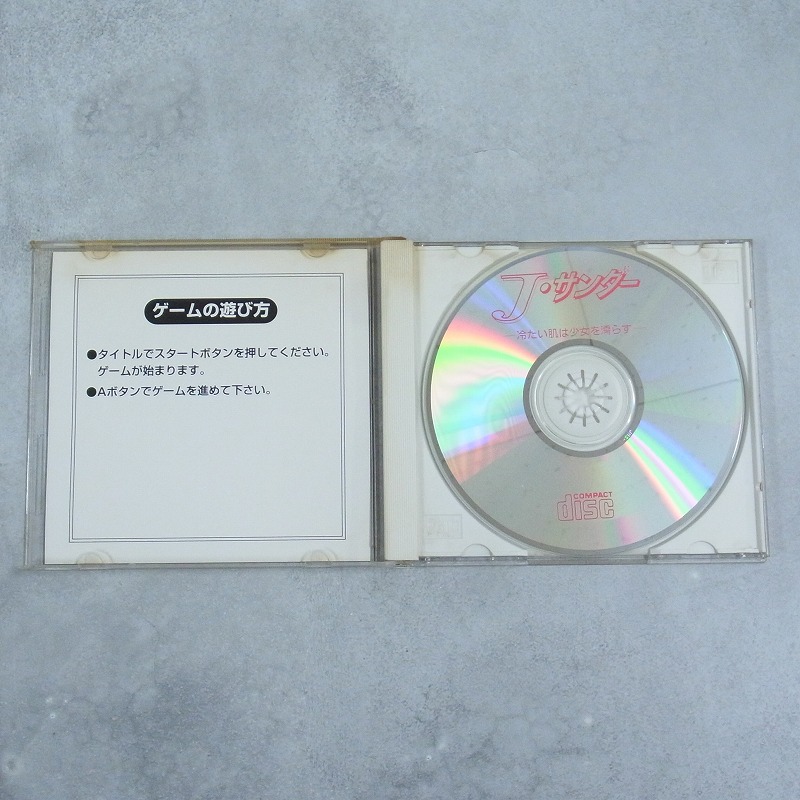 ゲームの遊び方
●タイトルでスタートボタンを押してください。
ゲームが始まります。
●Aボタンでゲームを進めて下さい。
J・サンダー
―冷たい肌は少女を濡らす―
COMPACT
disc